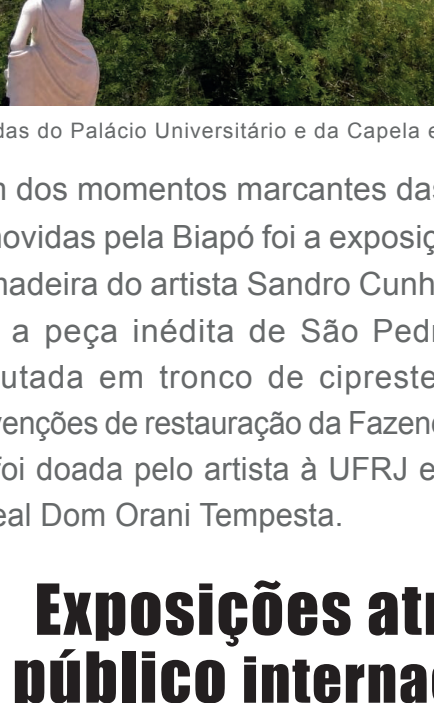 das do Palácio Universitário e da Capela e
m dos momentos marcantes das
movidas pela Biapó foi a exposiç
madeira do artista Sandro Cunh
a peça inédita de São Pedr
utada em tronco de cipreste
venções de restauração da Fazend
foi doada pelo artista à UFRJ e
eal Dom Orani Tempesta.
Exposições atr
público internac